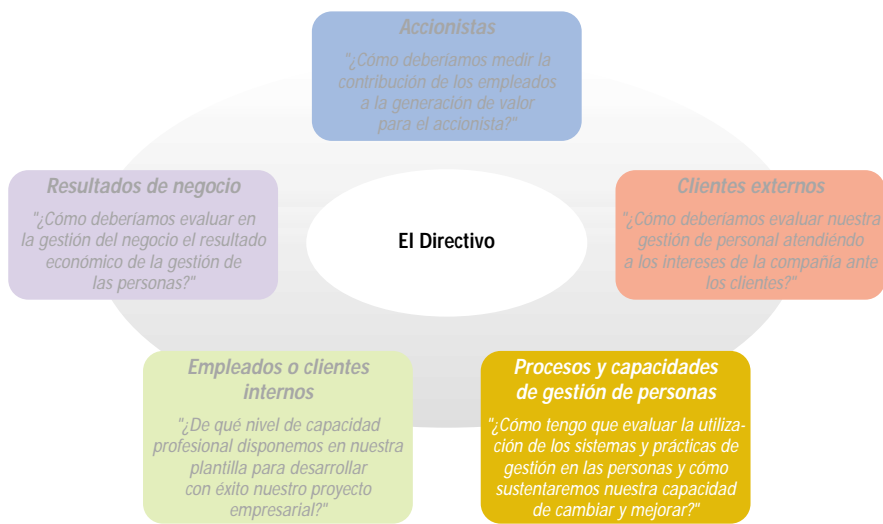 Accionistas
"¿Cómo deberíamos medir la
contribución de los empleados
a la generación de valor
para el accionista?"
Resultados de negocio
"¿Cómo deberíamos evaluar en
la gestión del negocio el resultado
económico de la gestión de
las personas?"
Clientes externos
"¿Cómo deberíamos evaluar nuestra
gestión de personal atendiéndo
a los intereses de la compañía ante
los clientes?"
El Directivo
Empleados o clientes
internos
"¿De qué nivel de capacidad
profesional disponemos en nuestra
plantilla para desarrollar
con éxito nuestro proyecto
empresarial?"
Procesos y capacidades
de gestión de personas
"¿Cómo tengo que evaluar la utiliza-
ción de los sistemas y prácticas de
gestión en las personas y cómo
sustentaremos nuestra capacidad
de cambiar y mejorar?"